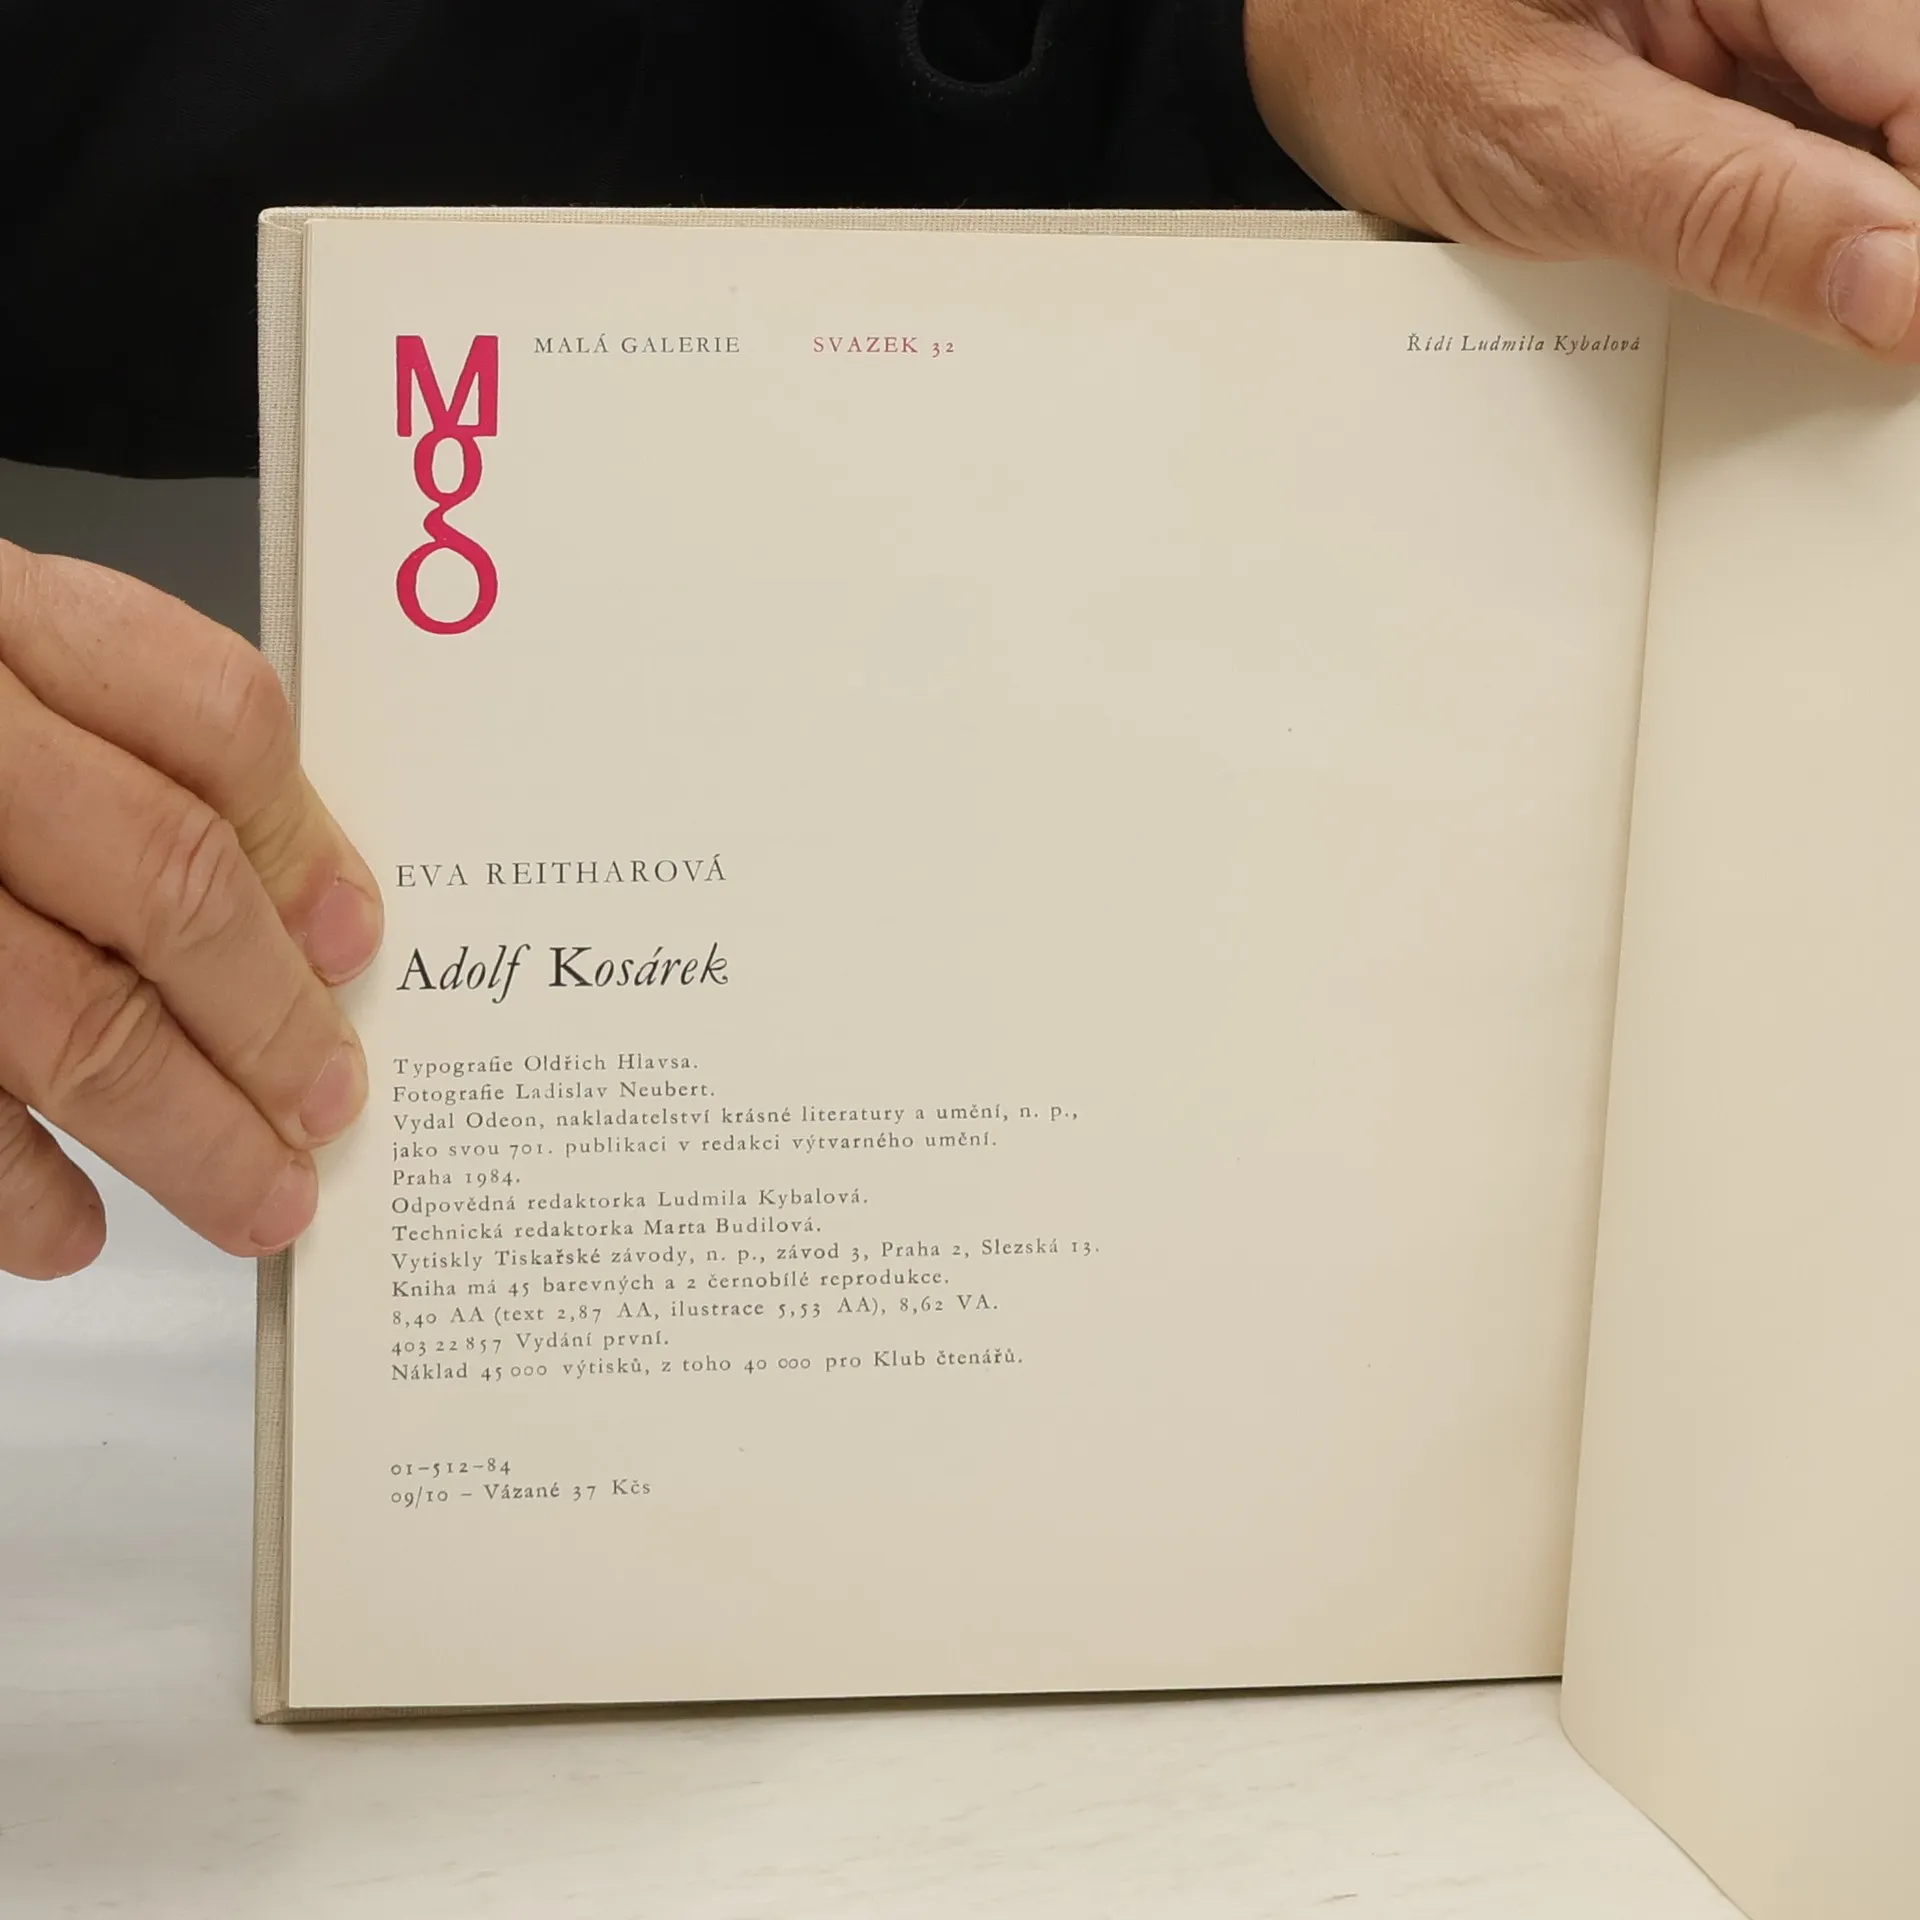 MALÁ GALERIE SVAZEK 32 Řídí Ludmila Kybalová
Mg
EVA REITHAROVÁ
Adolf Kosárek
Typografie Oldřich Hlavsa.
Fotografie Ladislav Neubert.
Vydal Odeon, nakladatelství krásné literatury a umění, n. p.,
jako svou 701. publikaci v redakci výtvarného umění.
Praha 1984.
Odpovědná redaktorka Ludmila Kybalová.
Technická redaktorka Marta Budilová.
Vytiskly Tiskařské závody, n. p., závod 3, Praha 2, Slezská 13.
Kniha má 45 barevných a 2 černobílé reprodukce.
8,40 AA (text 2,87 AA, ilustrace 5,53 AA), 8,62 VA.
403 22 857 Vydání první.
Náklad 45 000 výtisků, z toho 40 000 pro Klub čtenářů.
01–512–84
09/10 – Vázané 37 Kčs